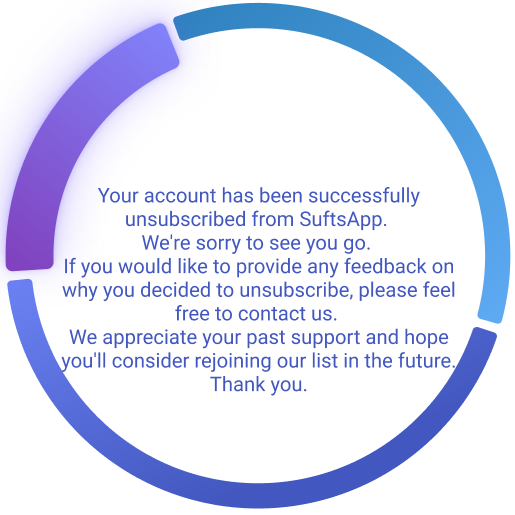 Your account has been successfully
unsubscribed from SuftsApp.
We're sorry to see you go.
If you would like to provide any feedback on
why you decided to unsubscribe, please feel
free to contact us.
We appreciate your past support and hope
you'll consider rejoining our list in the future.
Thank you.